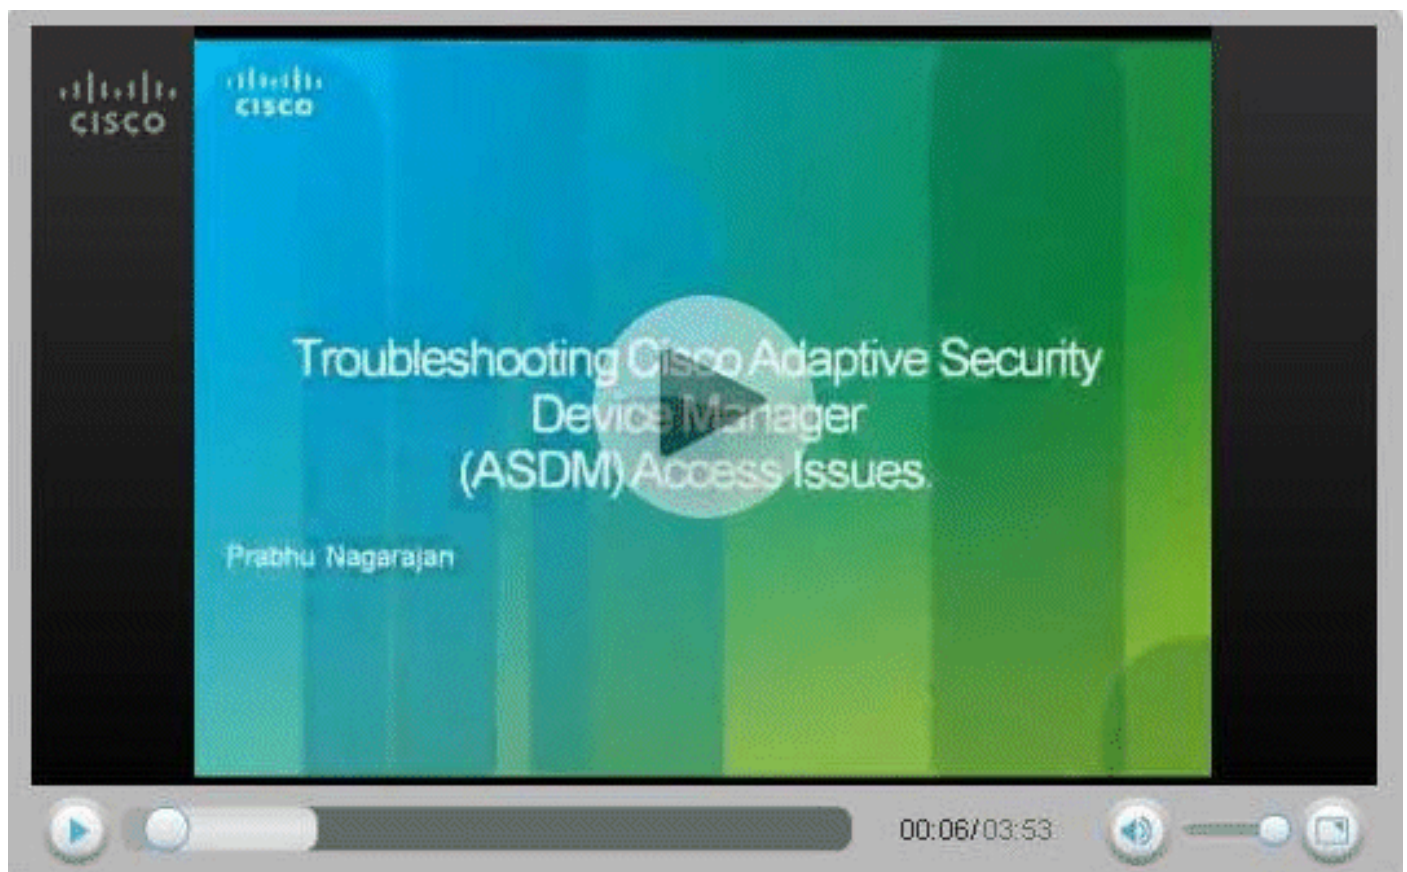 CISCO
CISCO
Troubleshooting Cisco Adaptive Security
Device Manager
(ASDM) Access Issues.
Prabhu Nagarajan
00:06/03:53